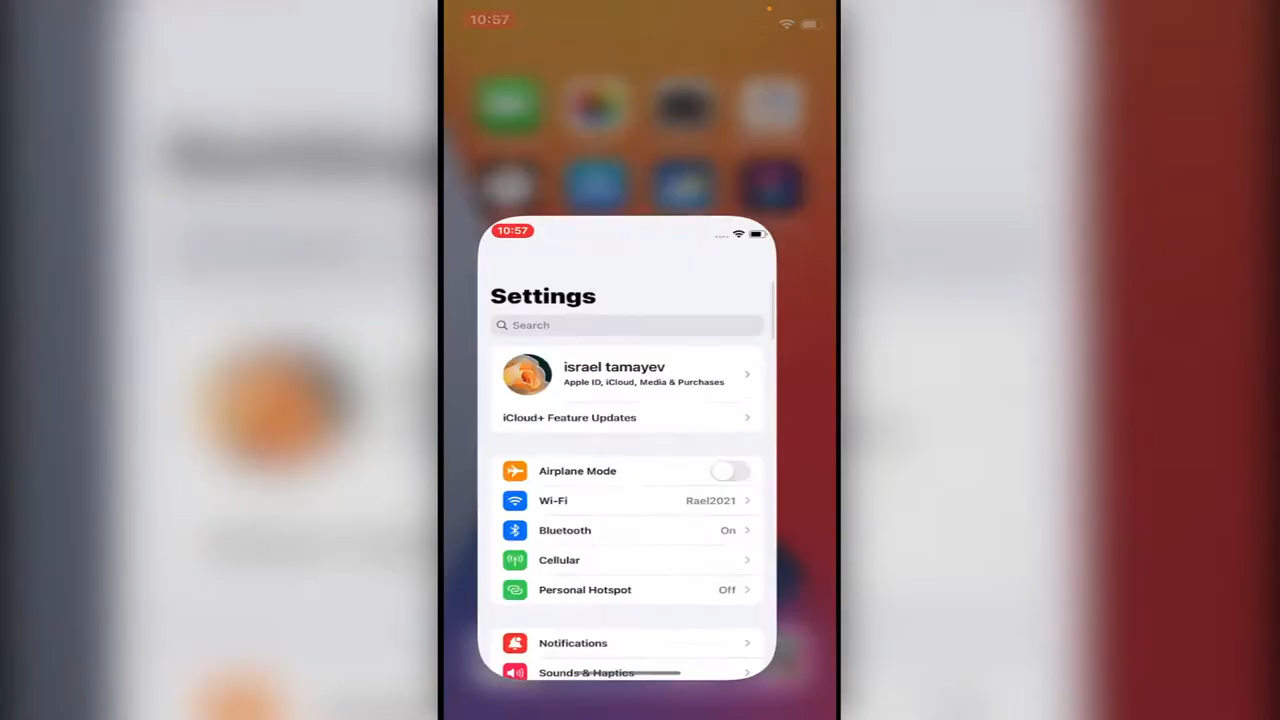 10:57
10:57
Settings
Search
israel tamayev
Apple ID, iCloud, Media & Purchases
iCloud+ Feature Updates
Airplane Mode
Wi-Fi Rael2021
Bluetooth On
Cellular
Personal Hotspot Off
Notifications
Sounds & Haptics